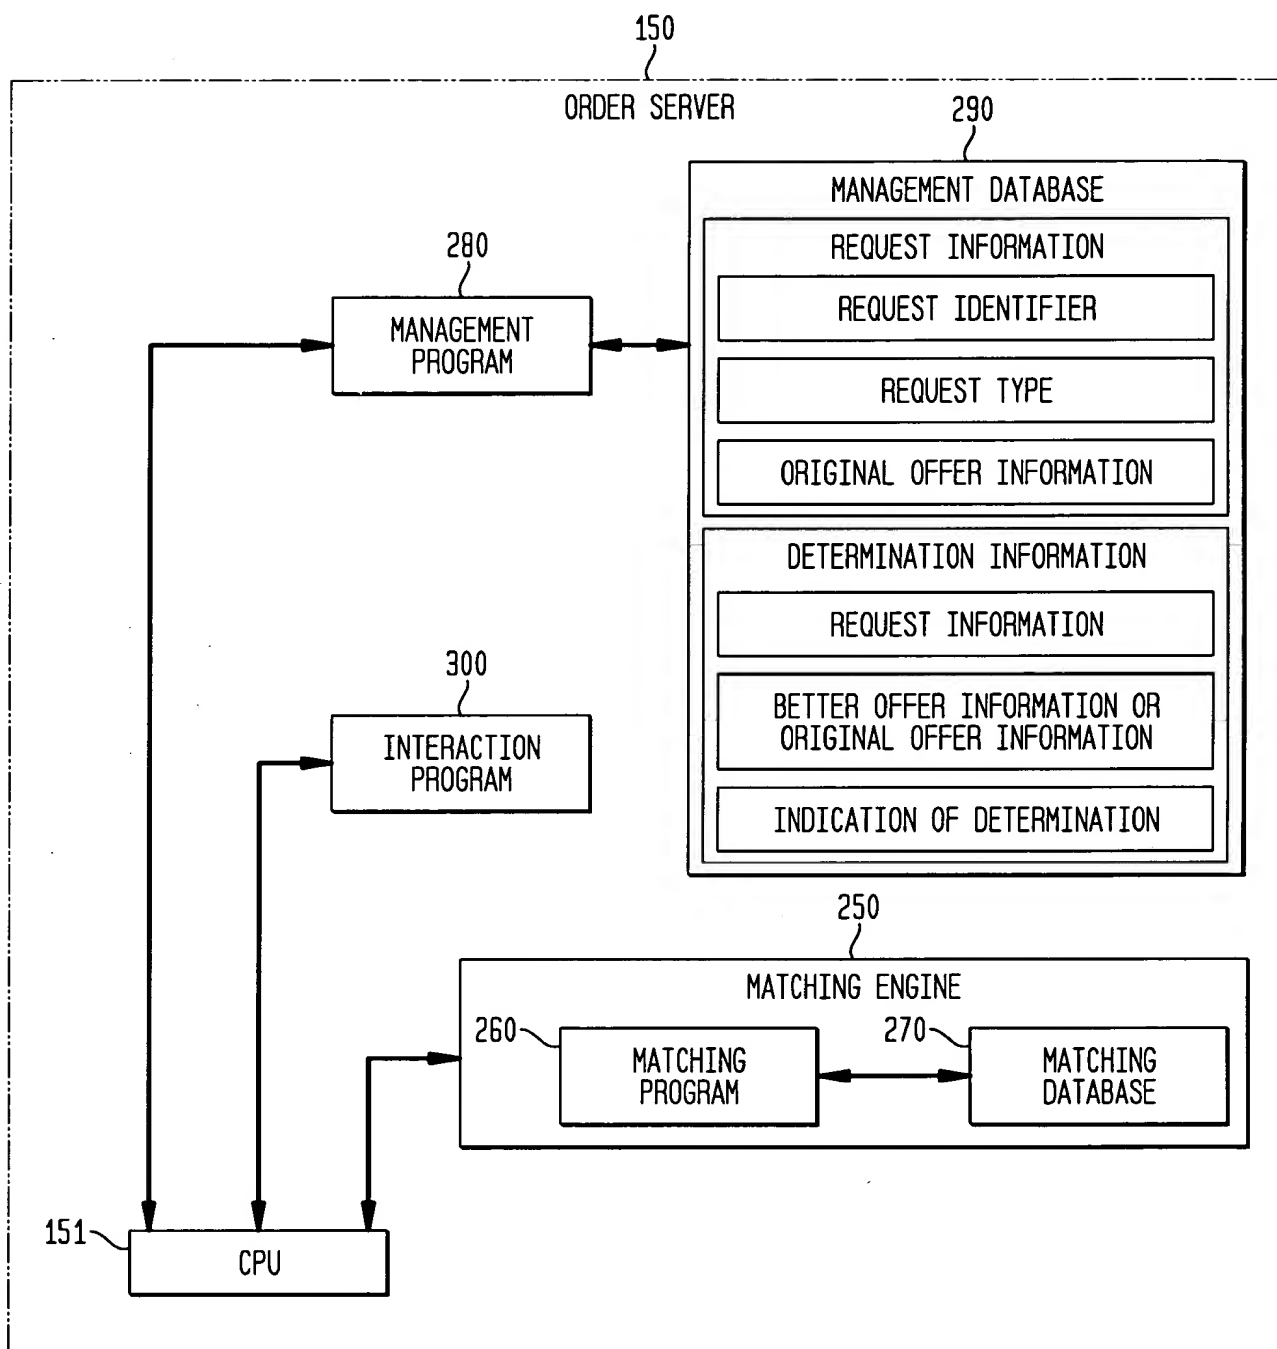 150
ORDER SERVER
290
MANAGEMENT DATABASE
REQUEST INFORMATION
REQUEST IDENTIFIER
REQUEST TYPE
ORIGINAL OFFER INFORMATION
DETERMINATION INFORMATION
REQUEST INFORMATION
BETTER OFFER INFORMATION OR
ORIGINAL OFFER INFORMATION
INDICATION OF DETERMINATION
280
MANAGEMENT
PROGRAM
300
INTERACTION
PROGRAM
250
MATCHING ENGINE
260
MATCHING
PROGRAM
270
MATCHING
DATABASE
151
CPU